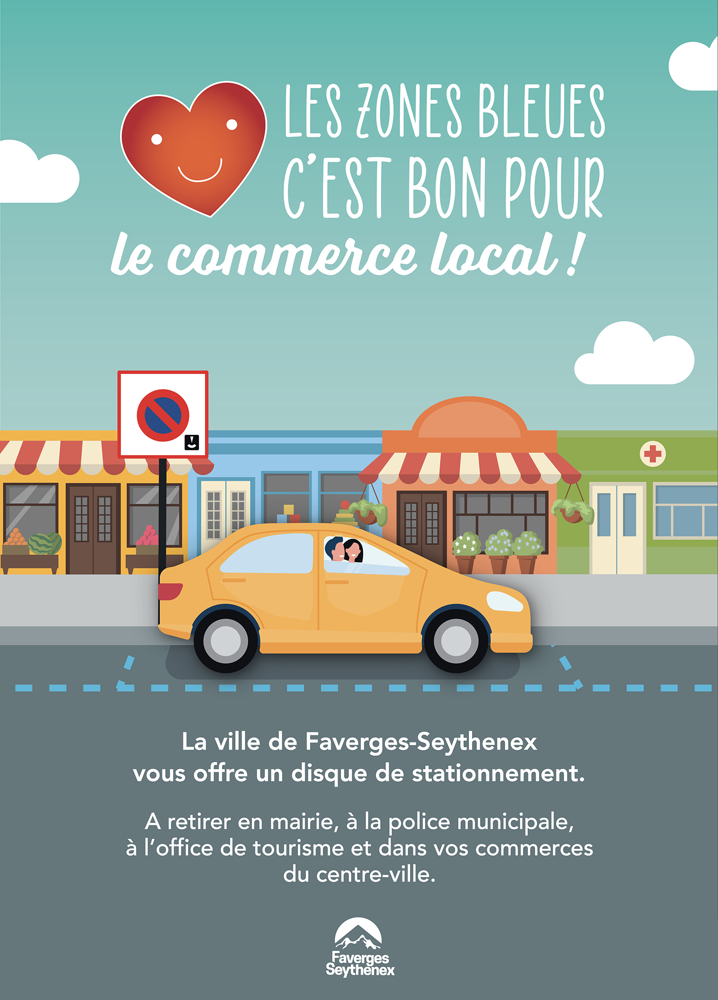 LES ZONES BLEUES
C'EST BON POUR
le commerce local !
La ville de Faverges-Seythenex
vous offre un disque de stationnement.
A retirer en mairie, à la police municipale,
à l'office de tourisme et dans vos commerces
du centre-ville.
Faverges
Seythenex